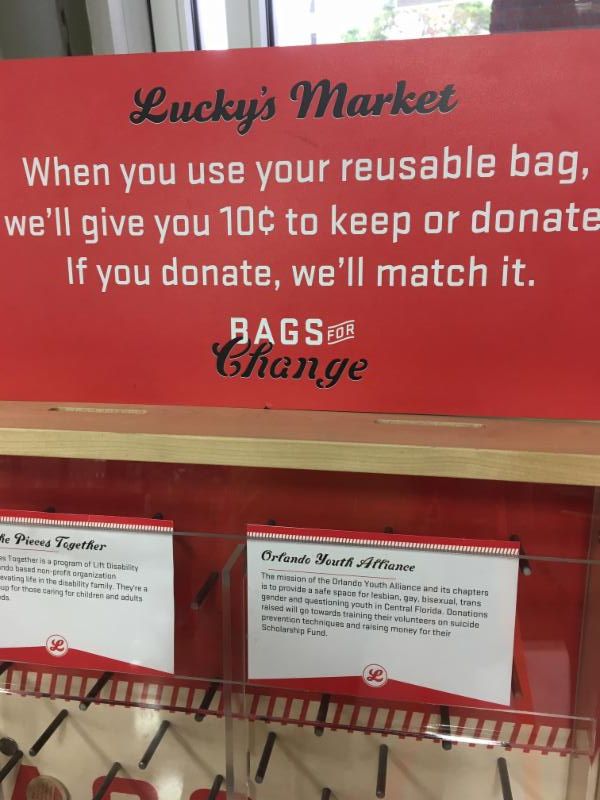 Lucky's Market
When you use your reusable bag,
we'll give you 10¢ to keep or donate
If you donate, we'll match it.
BAGS FOR
Change
Pieces Together
Together is a program of Lift Disability
based non-profit organization
life in the disability family. They're a
up for those caring for children and adults
Orlando Youth Alliance
The mission of the Orlando Youth Alliance and its chapters
is to provide a safe space for lesbian, gay, bisexual, trans
gender and questioning youth in Central Florida. Donations
raised will go towards training their volunteers on suicide
prevention techniques and raising money for their
Scholarship Fund.
L
L